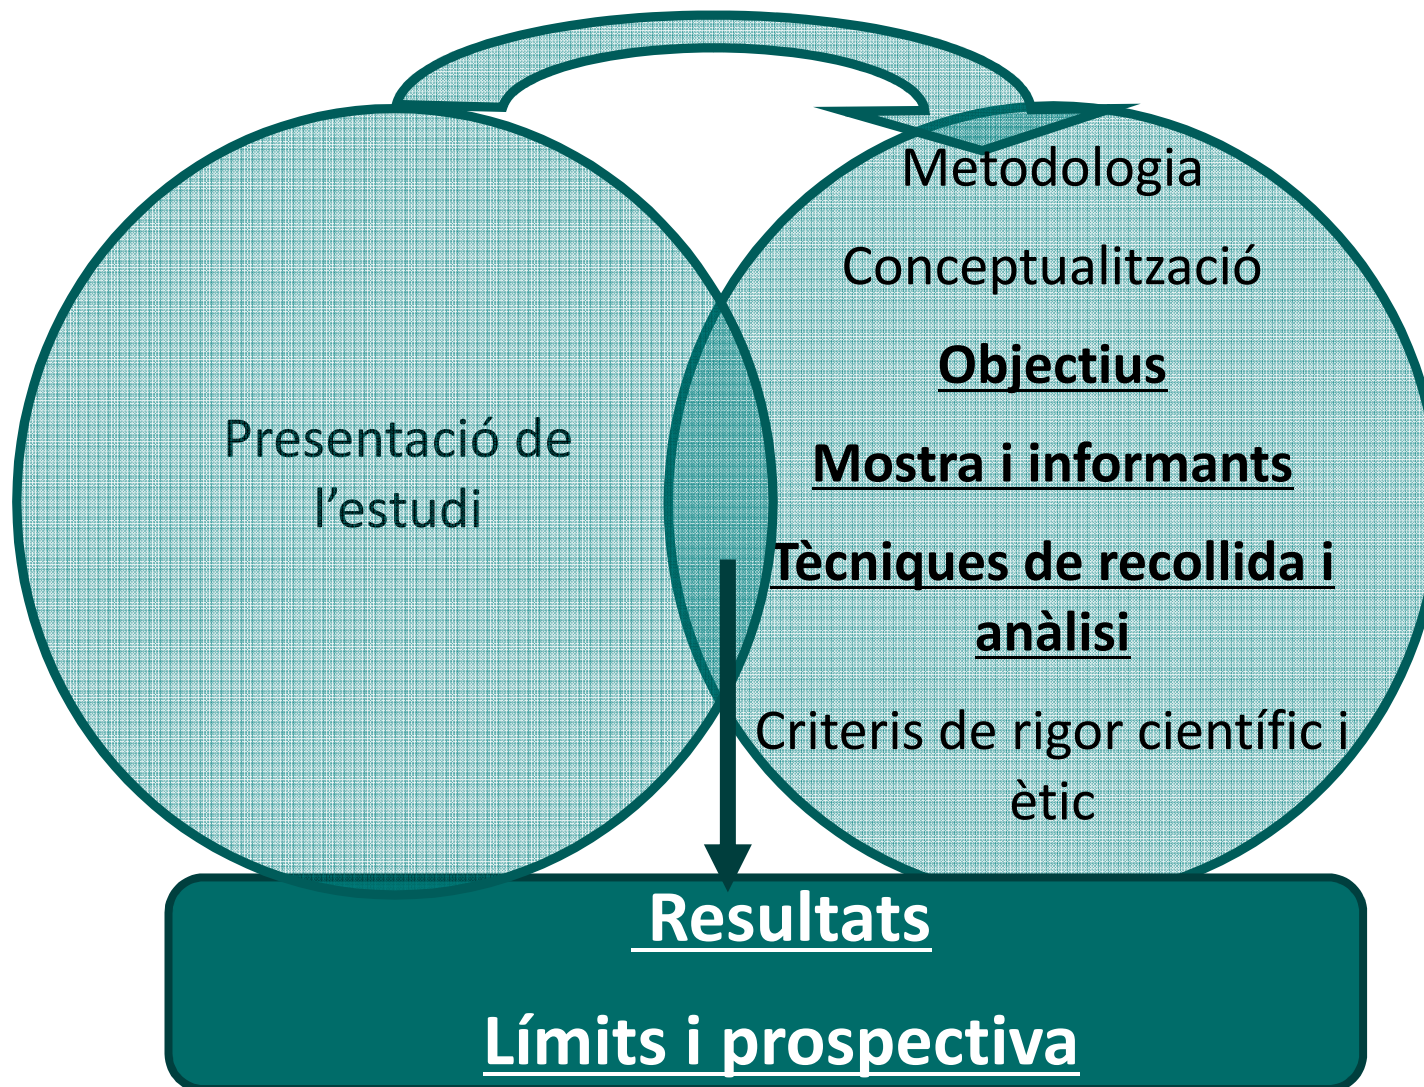 Metodologia
Conceptualització
Objectius
Mostra i informants
Tècniques de recollida i
anàlisi
Criteris de rigor científic i
ètic
Presentació de
l’estudi
Resultats
Límits i prospectiva